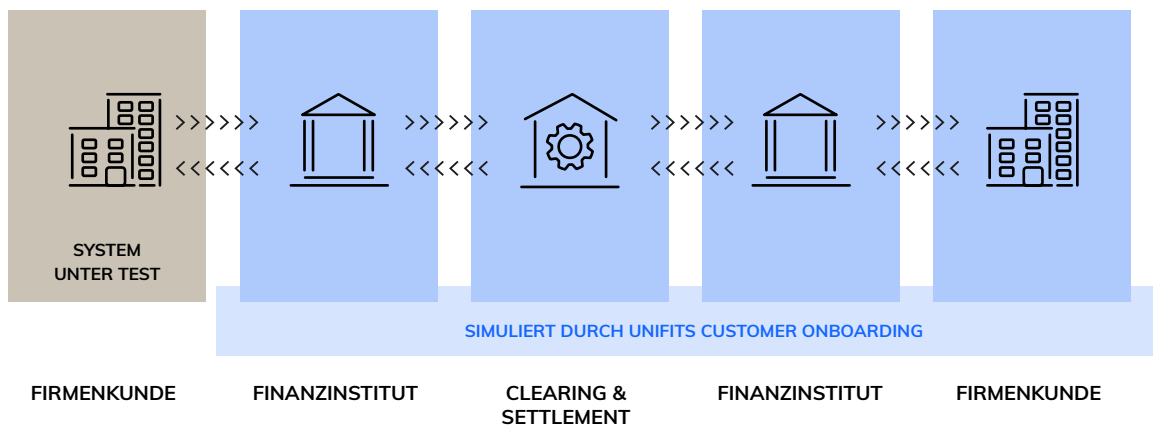 SYSTEM
UNTER TEST
SIMULIERT DURCH UNIFITS CUSTOMER ONBOARDING
FIRMENKUNDE
FINANZINSTITUT
CLEARING &
SETTLEMENT
FINANZINSTITUT
FIRMENKUNDE